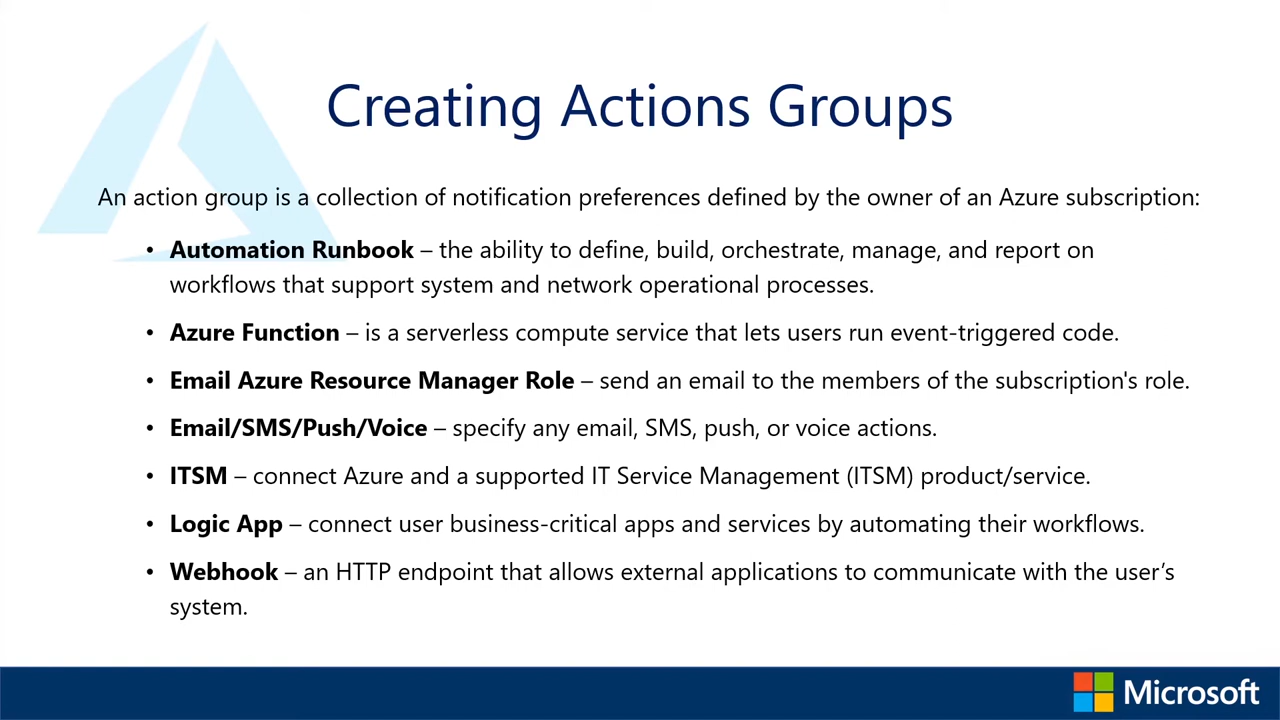 Creating Actions Groups
An action group is a collection of notification preferences defined by the owner of an Azure subscription:
• Automation Runbook – the ability to define, build, orchestrate, manage, and report on
workflows that support system and network operational processes.
• Azure Function – is a serverless compute service that lets users run event-triggered code.
• Email Azure Resource Manager Role – send an email to the members of the subscription's role.
• Email/SMS/Push/Voice – specify any email, SMS, push, or voice actions.
• ITSM – connect Azure and a supported IT Service Management (ITSM) product/service.
• Logic App – connect user business-critical apps and services by automating their workflows.
• Webhook – an HTTP endpoint that allows external applications to communicate with the user’s
system.
Microsoft